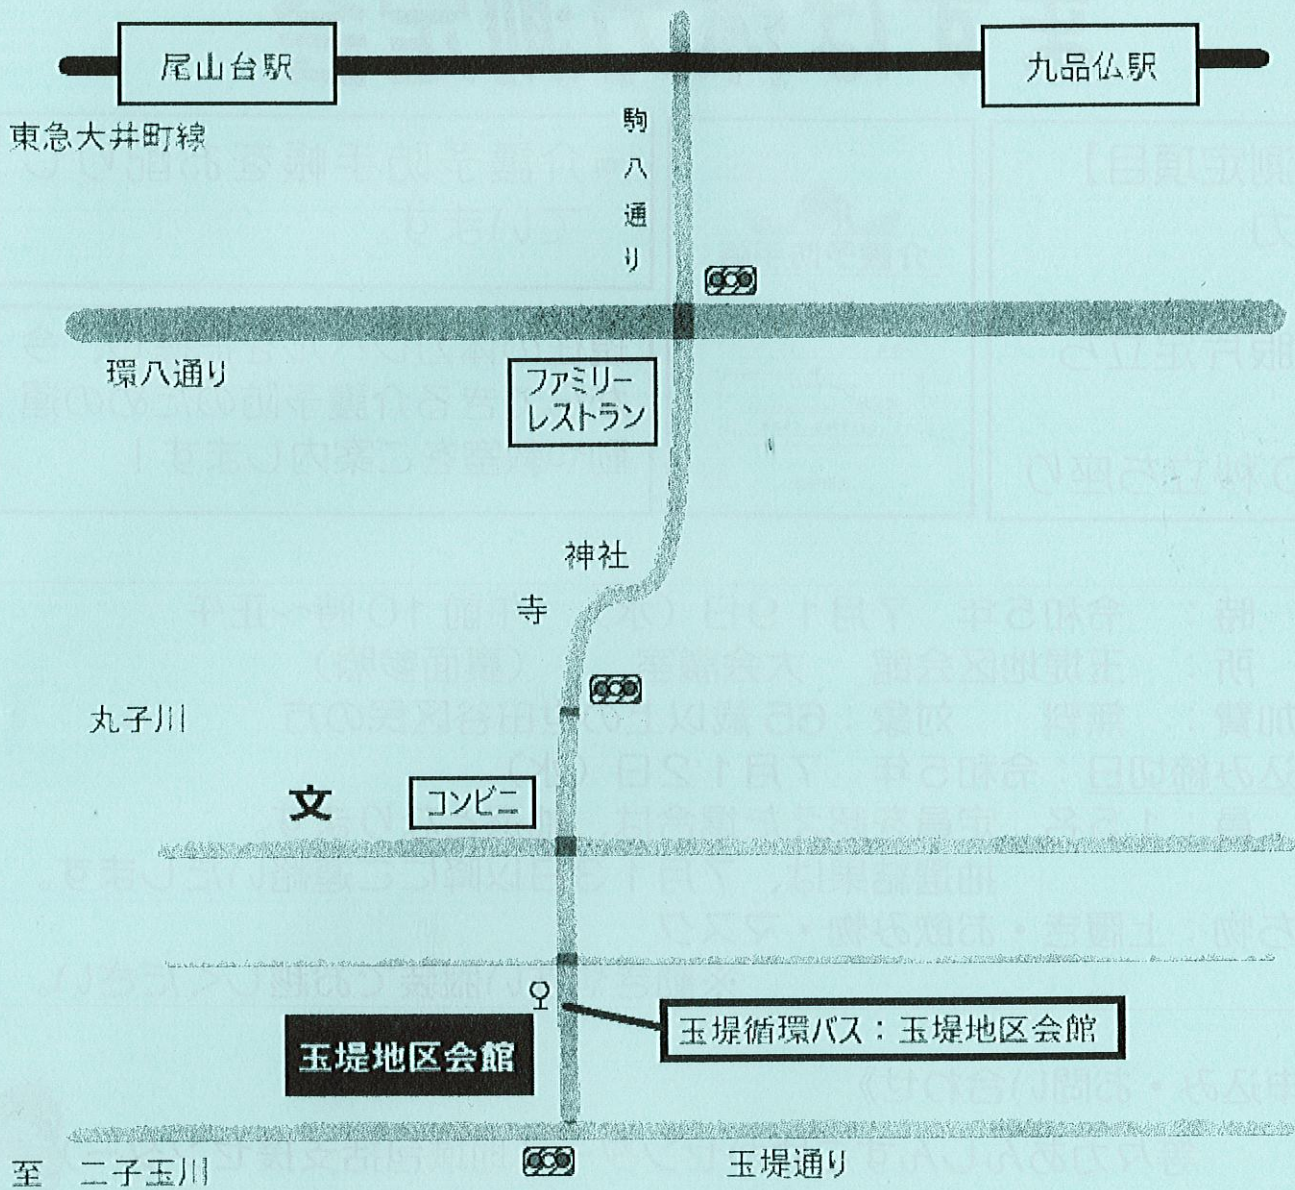 尾山台駅
九品仏駅
東急大井町線
駒八通り
環八通り
ファミリー
レストラン
神社
寺
丸子川
文
コンビニ
玉堤循環バス：玉堤地区会館
玉堤地区会館
至　二子玉川
玉堤通り